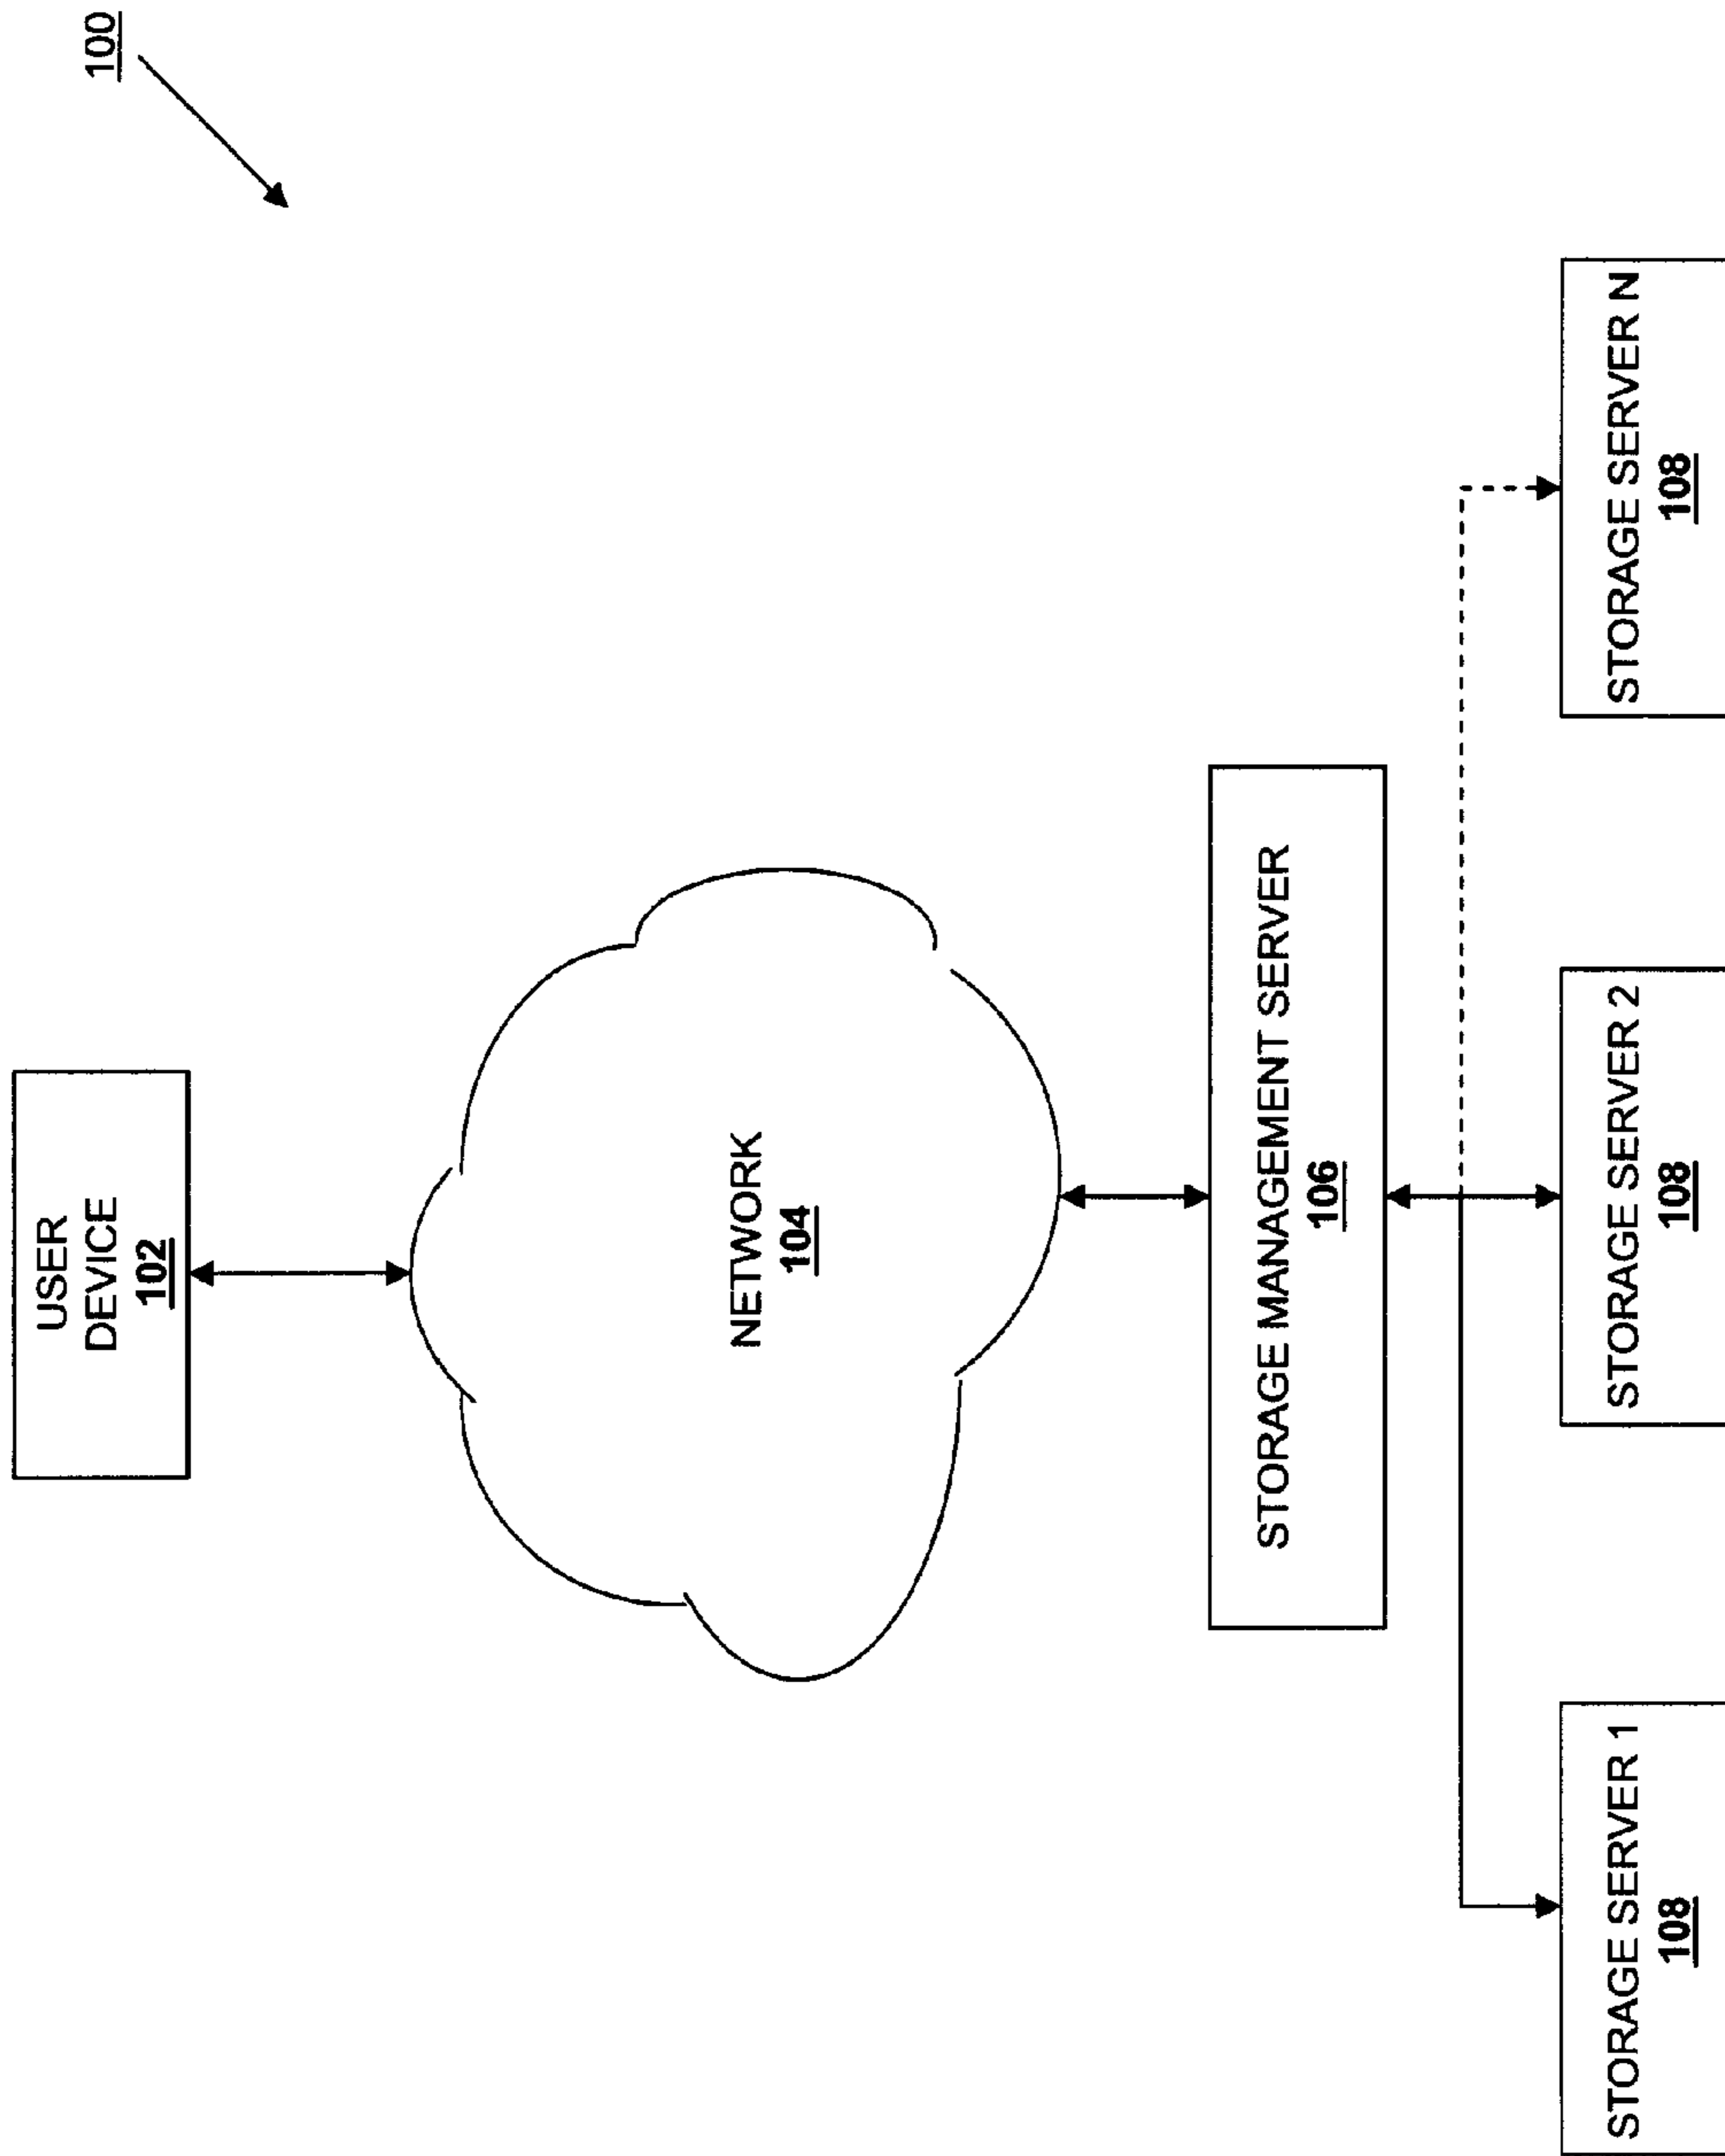 100
USER
DEVICE
102
NETWORK
104
STORAGE MANAGEMENT SERVER
106
STORAGE SERVER 1
108
STORAGE SERVER 2
108
STORAGE SERVER N
108